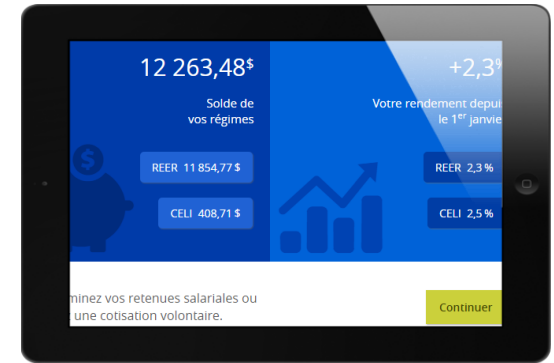 12 263,48$
Solde de
vos régimes
REER 11 854,77 $
CELI 408,71 $
+2,3%
Votre rendement depui
le 1er janvie
REER 2,3 %
CELI 2,5 %
minez vos retenues salariales ou
une cotisation volontaire.
Continuer